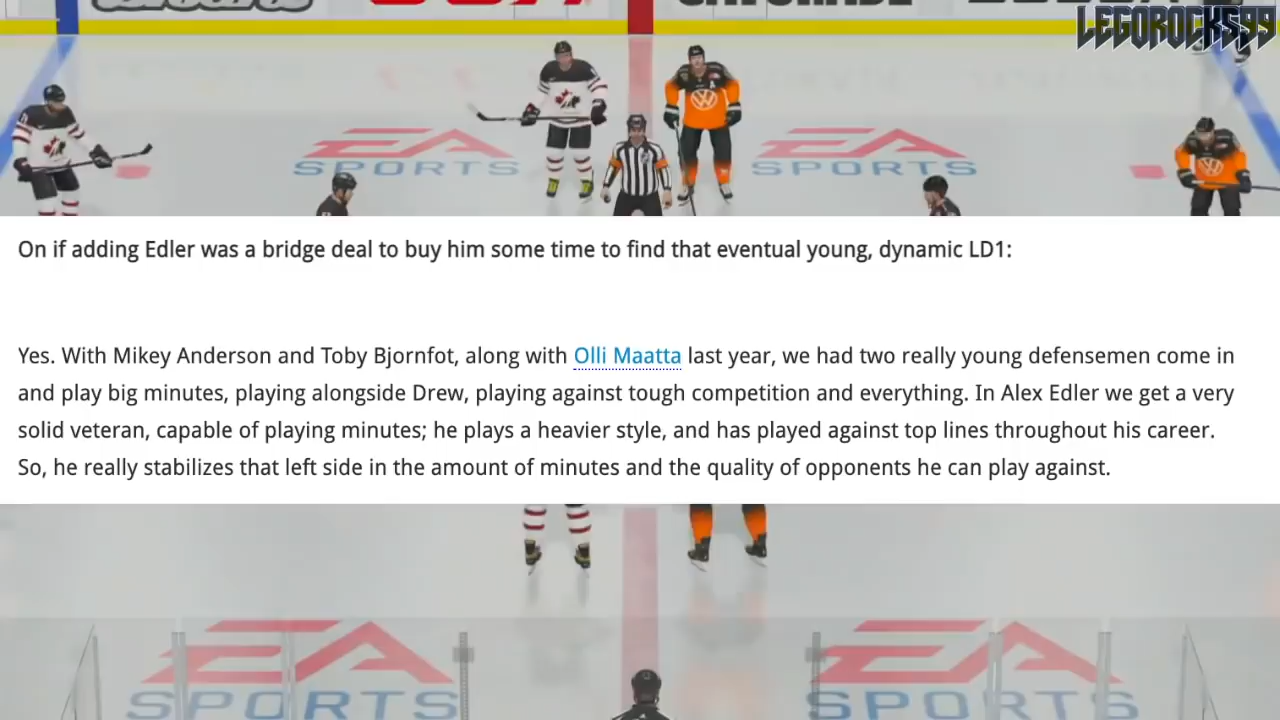 LEGOROCKS99
EA
SPORTS
EA
SPORTS
On if adding Edler was a bridge deal to buy him some time to find that eventual young, dynamic LD1:
Yes. With Mikey Anderson and Toby Bjornfot, along with Olli Maatta last year, we had two really young defensemen come in
and play big minutes, playing alongside Drew, playing against tough competition and everything. In Alex Edler we get a very
solid veteran, capable of playing minutes; he plays a heavier style, and has played against top lines throughout his career.
So, he really stabilizes that left side in the amount of minutes and the quality of opponents he can play against.
EA
SPORTS
EA
SPORTS